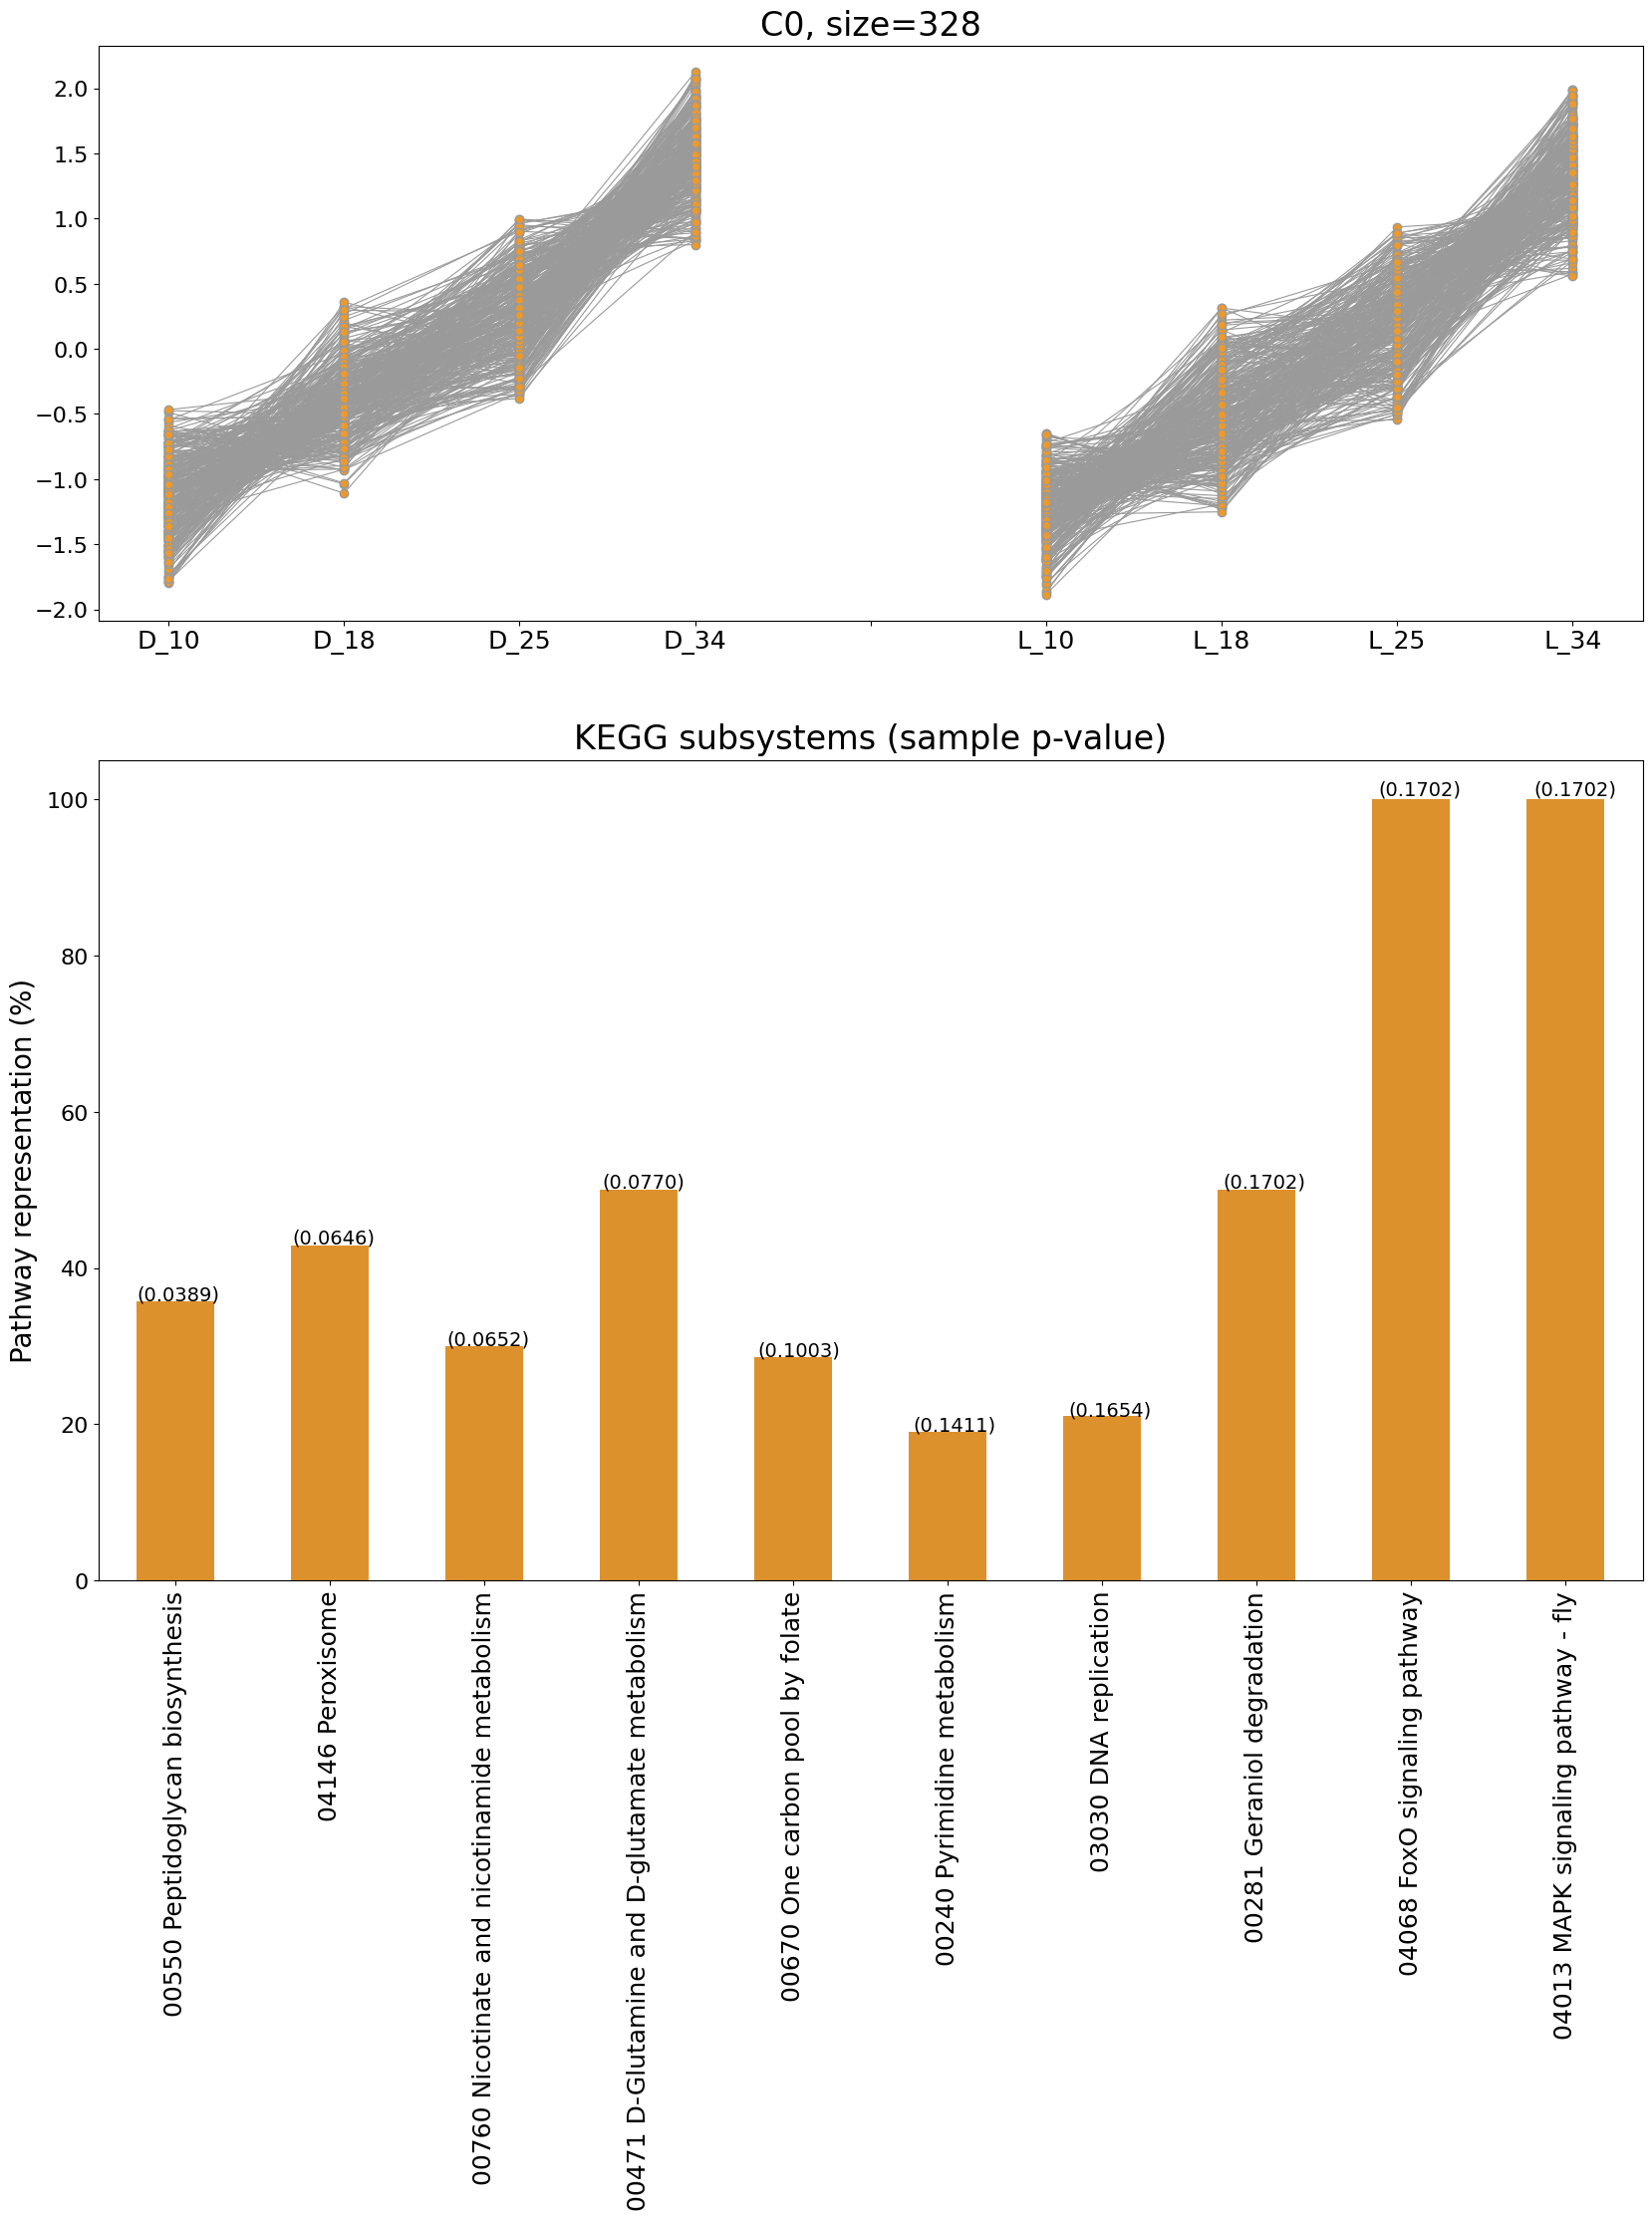 C0, size=328
2.0
1.5
1.0
0.5
0.0
−0.5
−1.0
−1.5
−2.0
D_10 D_18 D_25 D_34 L_10 L_18 L_25 L_34
KEGG subsystems (sample p-value)
Pathway representation (%)
100
80
60
40
20
0
(0.0389)
(0.0646)
(0.0652)
(0.0770)
(0.1003)
(0.1411)
(0.1654)
(0.1702)
(0.1702)
(0.1702)
00550 Peptidoglycan biosynthesis
04146 Peroxisome
00760 Nicotinate and nicotinamide metabolism
00471 D-Glutamine and D-glutamate metabolism
00670 One carbon pool by folate
00240 Pyrimidine metabolism
03030 DNA replication
00281 Geraniol degradation
04068 FoxO signaling pathway
04013 MAPK signaling pathway - fly